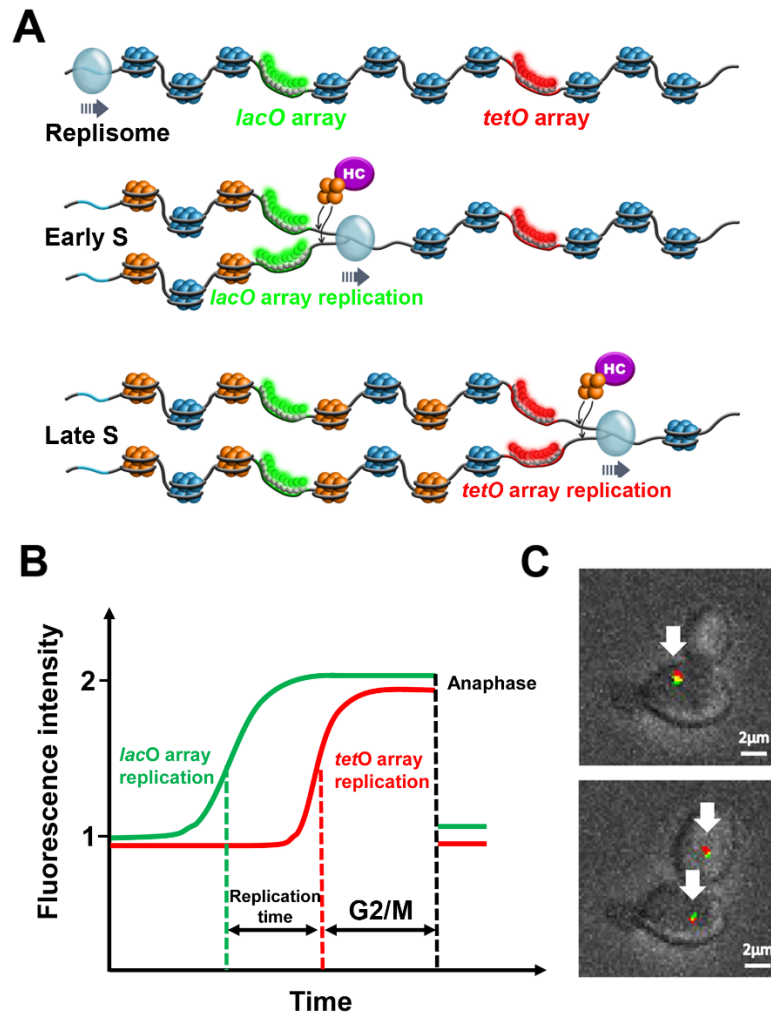 A
Replisome
lacO array
tetO array
HC
Early S
lacO array replication
HC
Late S
tetO array replication
B
Fluorescence intensity
2
1
lacO array
replication
tetO array
replication
Anaphase
Replication
time
G2/M
Time
C
2μm
2μm